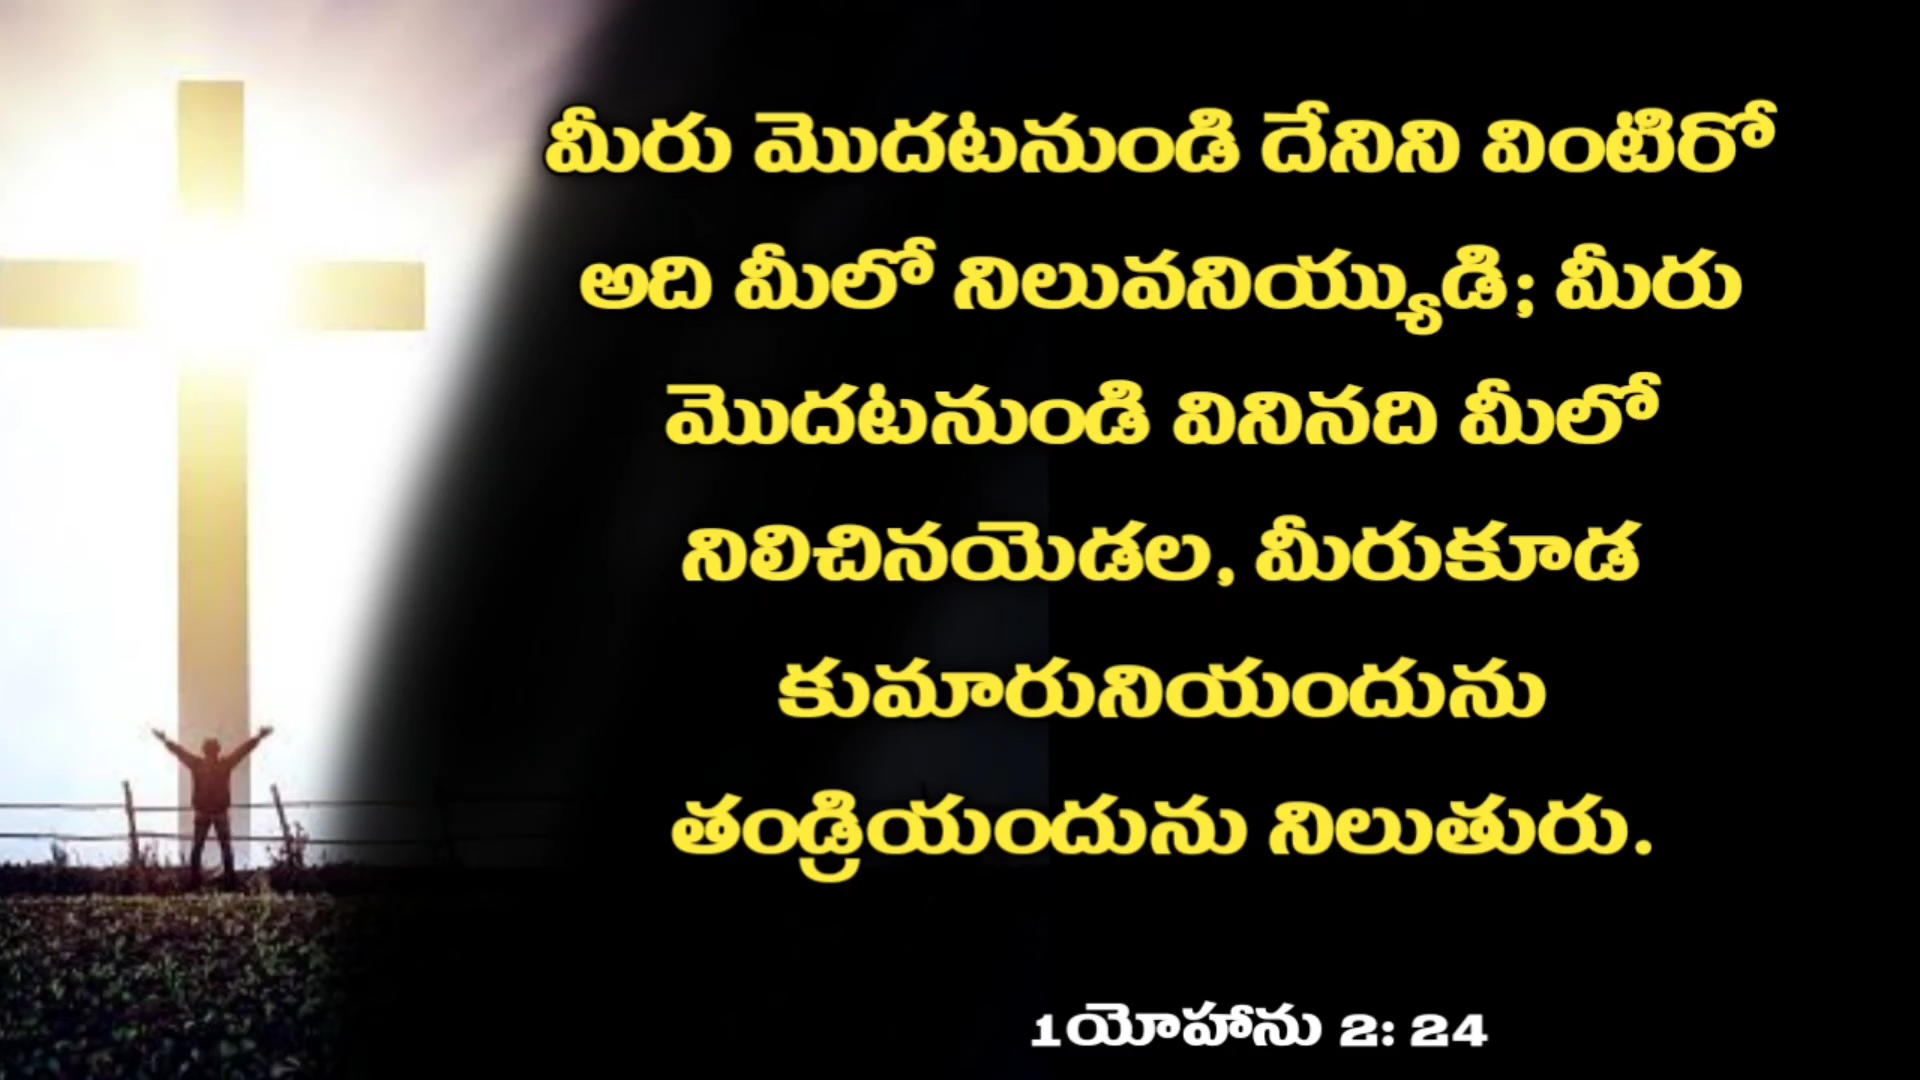 మీరు మొదటనుండి దేనిని వింటిరో
అది మీలో నిలువనియ్యుడి; మీరు
మొదటనుండి వినినది మీలో
నిలిచినయెడల, మీరుకూడ
కుమారునియందును
తండ్రియందును నిలుతురు.
1యోహాను 2: 24